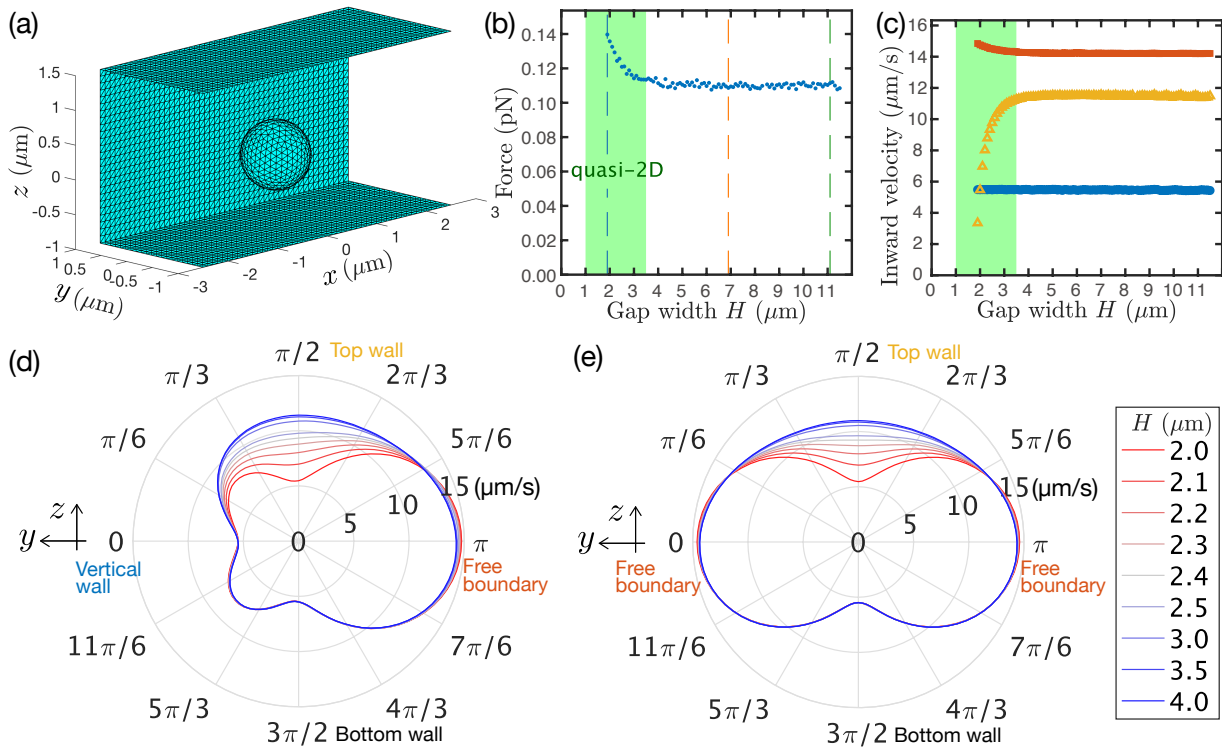 (a)
1.5
1
0.5
0
-0.5
-1
z (μm)
1
0.5
0
-0.5
-1
y (μm)
-3
-2
-1
0
1
2
3
x (μm)
(b)
0.14
0.12
0.10
0.08
0.06
0.04
0.02
0.00
Force (pN)
quasi-2D
0 1 2 3 4 5 6 7 8 9 10 11
Gap width H (μm)
(c)
16
14
12
10
8
6
4
2
0
Inward velocity (μm/s)
0 1 2 3 4 5 6 7 8 9 10 11
Gap width H (μm)
(d)
π/2 Top wall
π/3
2π/3
π/6
5π/6
15 (μm/s)
10
5
0
z
y
0
π
Vertical
wall
Free
boundary
11π/6
7π/6
5π/3
4π/3
3π/2 Bottom wall
(e)
π/2 Top wall
π/3
2π/3
π/6
5π/6
15 (μm/s)
10
5
0
z
y
0
π
Free
boundary
Free
boundary
11π/6
7π/6
5π/3
4π/3
3π/2 Bottom wall
H (μm)
2.0
2.1
2.2
2.3
2.4
2.5
3.0
3.5
4.0